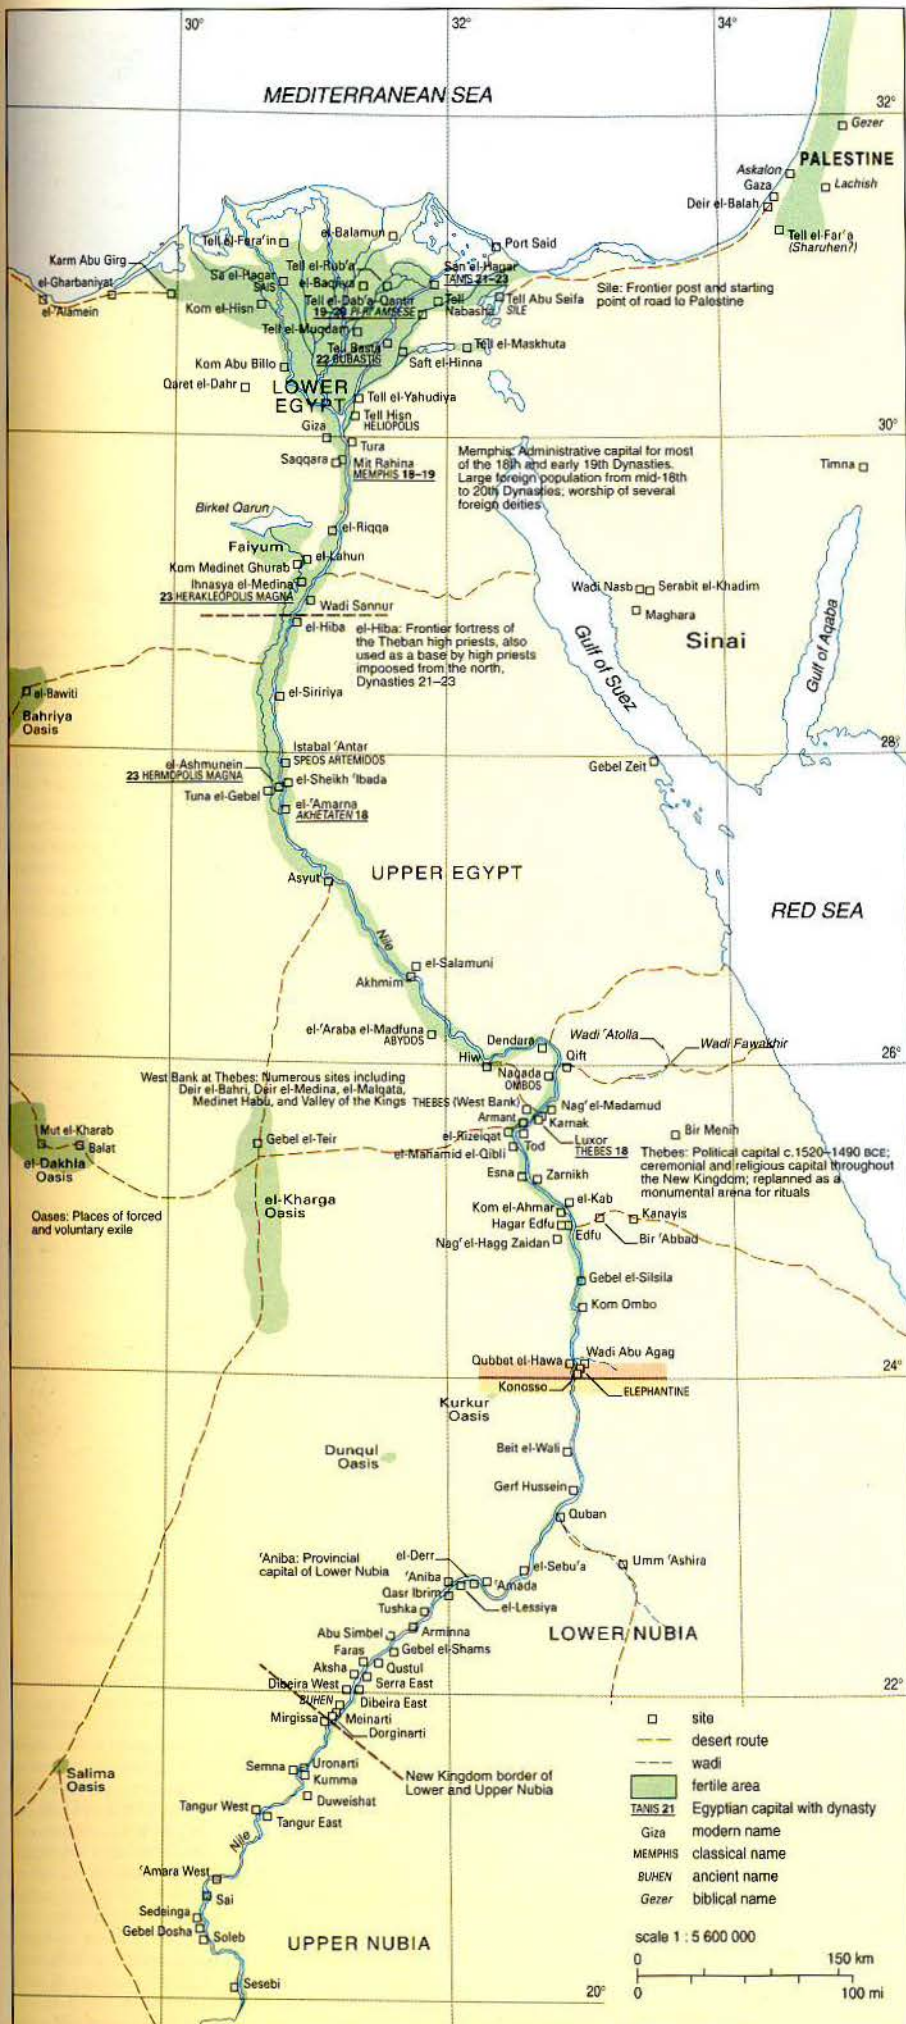 30°
32°
34°
MEDITERRANEAN SEA
32°
Gezer
PALESTINE
Askalon
Gaza
Lachish
Deir el-Balah
Tell el-Far'a
(Sharuhen?)
el-Balamun
Tell el-Fara'in
Port Said
Karm Abu Girg
Tell el-Rub'a
San el-Hagar
TANIS 21–23
el-Gharbaniyat
Sa el-Hagar
SAIS
el-Baqliya
el-'Alamein
Kom el-Hisn
Tell el-Dab'a–Qantir
19–20 PI-RI'AMSESE
Tell
Nabasha
Tell Abu Seifa
SILE
Sile: Frontier post and starting
point of road to Palestine
Tell el-Muqdam
Tell Basta
22 BUBASTIS
Tell el-Maskhuta
Kom Abu Billo
Saft el-Hinna
Qaret el-Dahr
LOWER
EGYPT
Tell el-Yahudiya
Tell Hisn
HELIOPOLIS
Giza
30°
Tura
Saqqara
Mit Rahina
MEMPHIS 18–19
Memphis: Administrative capital for most
of the 18th and early 19th Dynasties.
Large foreign population from mid-18th
to 20th Dynasties; worship of several
foreign deities
Timna
Birket Qarun
el-Riqqa
Faiyum
el-Lahun
Kom Medinet Ghurab
Ihnasya el-Medina
23 HERAKLEOPOLIS MAGNA
Wadi Sannur
Wadi Nasb
Serabit el-Khadim
Maghara
el-Hiba
el-Hiba: Frontier fortress of
the Theban high priests, also
used as a base by high priests
impoosed from the north,
Dynasties 21–23
Sinai
Gulf of Suez
Gulf of Aqaba
el-Bawiti
Bahriya
Oasis
el-Siririya
Istabal 'Antar
SPEOS ARTEMIDOS
28°
el-Ashmunein
23 HERMOPOLIS MAGNA
el-Sheikh 'Ibada
Gebel Zeit
Tuna el-Gebel
el-'Amarna
AKHETATEN 18
Asyut
UPPER EGYPT
RED SEA
Nile
el-Salamuni
Akhmim
el-'Araba el-Madfuna
ABYDOS
Dendara
Wadi 'Atolla
Wadi Fawakhir
Hiw
Qift
26°
West Bank at Thebes: Numerous sites including
Deir el-Bahri, Deir el-Medina, el-Malqata,
Medinet Habu, and Valley of the Kings
Nagada
OMBOS
THEBES (West Bank)
Nag' el-Madamud
Armant
Karnak
Mut el-Kharab
Balat
el-Dakhla
Oasis
Gebel el-Teir
el-Rizeiqat
Tod
Luxor
THEBES 18
Bir Menih
el-Mahamid el-Qibli
Thebes: Political capital c.1520–1490 BCE;
ceremonial and religious capital throughout
the New Kingdom; replanned as a
monumental arena for rituals
Esna
Zarnikh
el-Kharga
Oasis
el-Kab
Kom el-Ahmar
Kanayis
Oases: Places of forced
and voluntary exile
Hagar Edfu
Edfu
Bir 'Abbad
Nag' el-Hagg Zaidan
Gebel el-Silsila
Kom Ombo
Wadi Abu Agag
Qubbet el-Hawa
24°
Konosso
ELEPHANTINE
Kurkur
Oasis
Dunqul
Oasis
Beit el-Wali
Gerf Hussein
Quban
'Aniba: Provincial
capital of Lower Nubia
el-Derr
el-Sebu'a
Umm 'Ashira
'Aniba
'Amada
Qasr Ibrim
el-Lessiya
Tushka
Abu Simbel
Arminna
LOWER NUBIA
Faras
Gebel el-Shams
Aksha
Qustul
Dibeira West
Serra East
22°
BUHEN
Dibeira East
Mirgissa
Meinarti
Dorginarti
Semna
Uronarti
Kumma
New Kingdom border of
Lower and Upper Nubia
Salima
Oasis
Duweishat
Tangur West
Tangur East
Nile
'Amara West
Sai
Sedeinga
Gebel Dosha
Soleb
UPPER NUBIA
Sesebi
20°
site
desert route
wadi
fertile area
TANIS 21 Egyptian capital with dynasty
Giza modern name
MEMPHIS classical name
BUHEN ancient name
Gezer biblical name
scale 1 : 5 600 000
0 150 km
0 100 mi